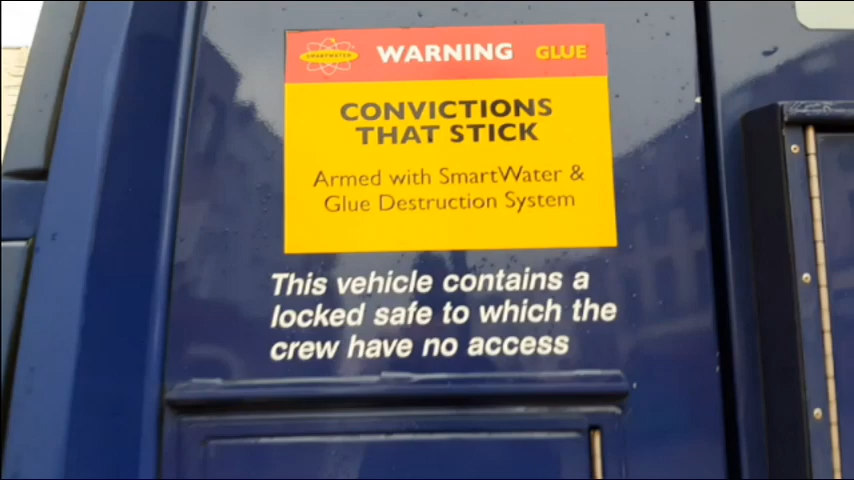 SMARTWATER WARNING GLUE
CONVICTIONS
THAT STICK
Armed with SmartWater &
Glue Destruction System
This vehicle contains a
locked safe to which the
crew have no access